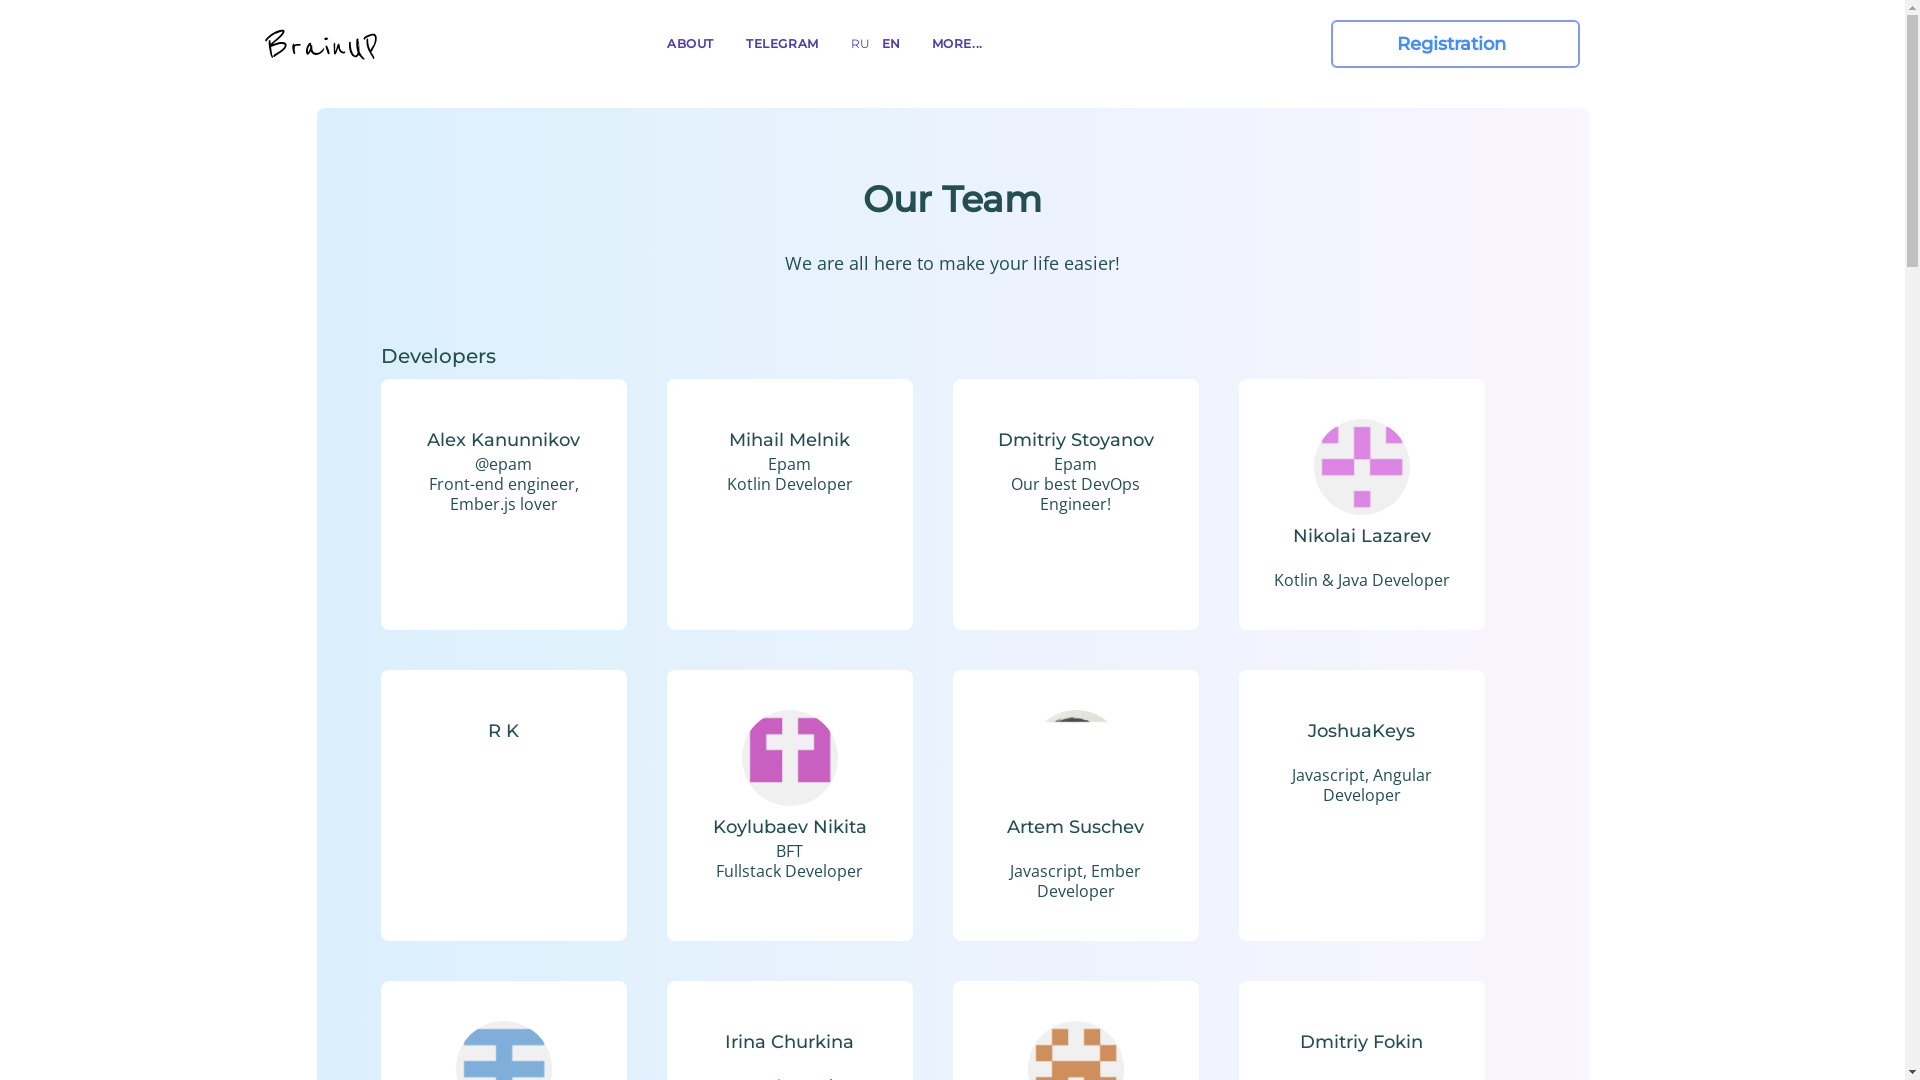 BrainUP
ABOUT
TELEGRAM
RU
EN
MORE...
Registration
Our Team
We are all here to make your life easier!
Developers
Alex Kanunnikov
@epam
Front-end engineer,
Ember.js lover
Mihail Melnik
Epam
Kotlin Developer
Dmitriy Stoyanov
Epam
Our best DevOps
Engineer!
Nikolai Lazarev
Kotlin & Java Developer
R K
Koylubaev Nikita
BFT
Fullstack Developer
Artem Suschev
Javascript, Ember
Developer
JoshuaKeys
Javascript, Angular
Developer
Irina Churkina
Dmitriy Fokin